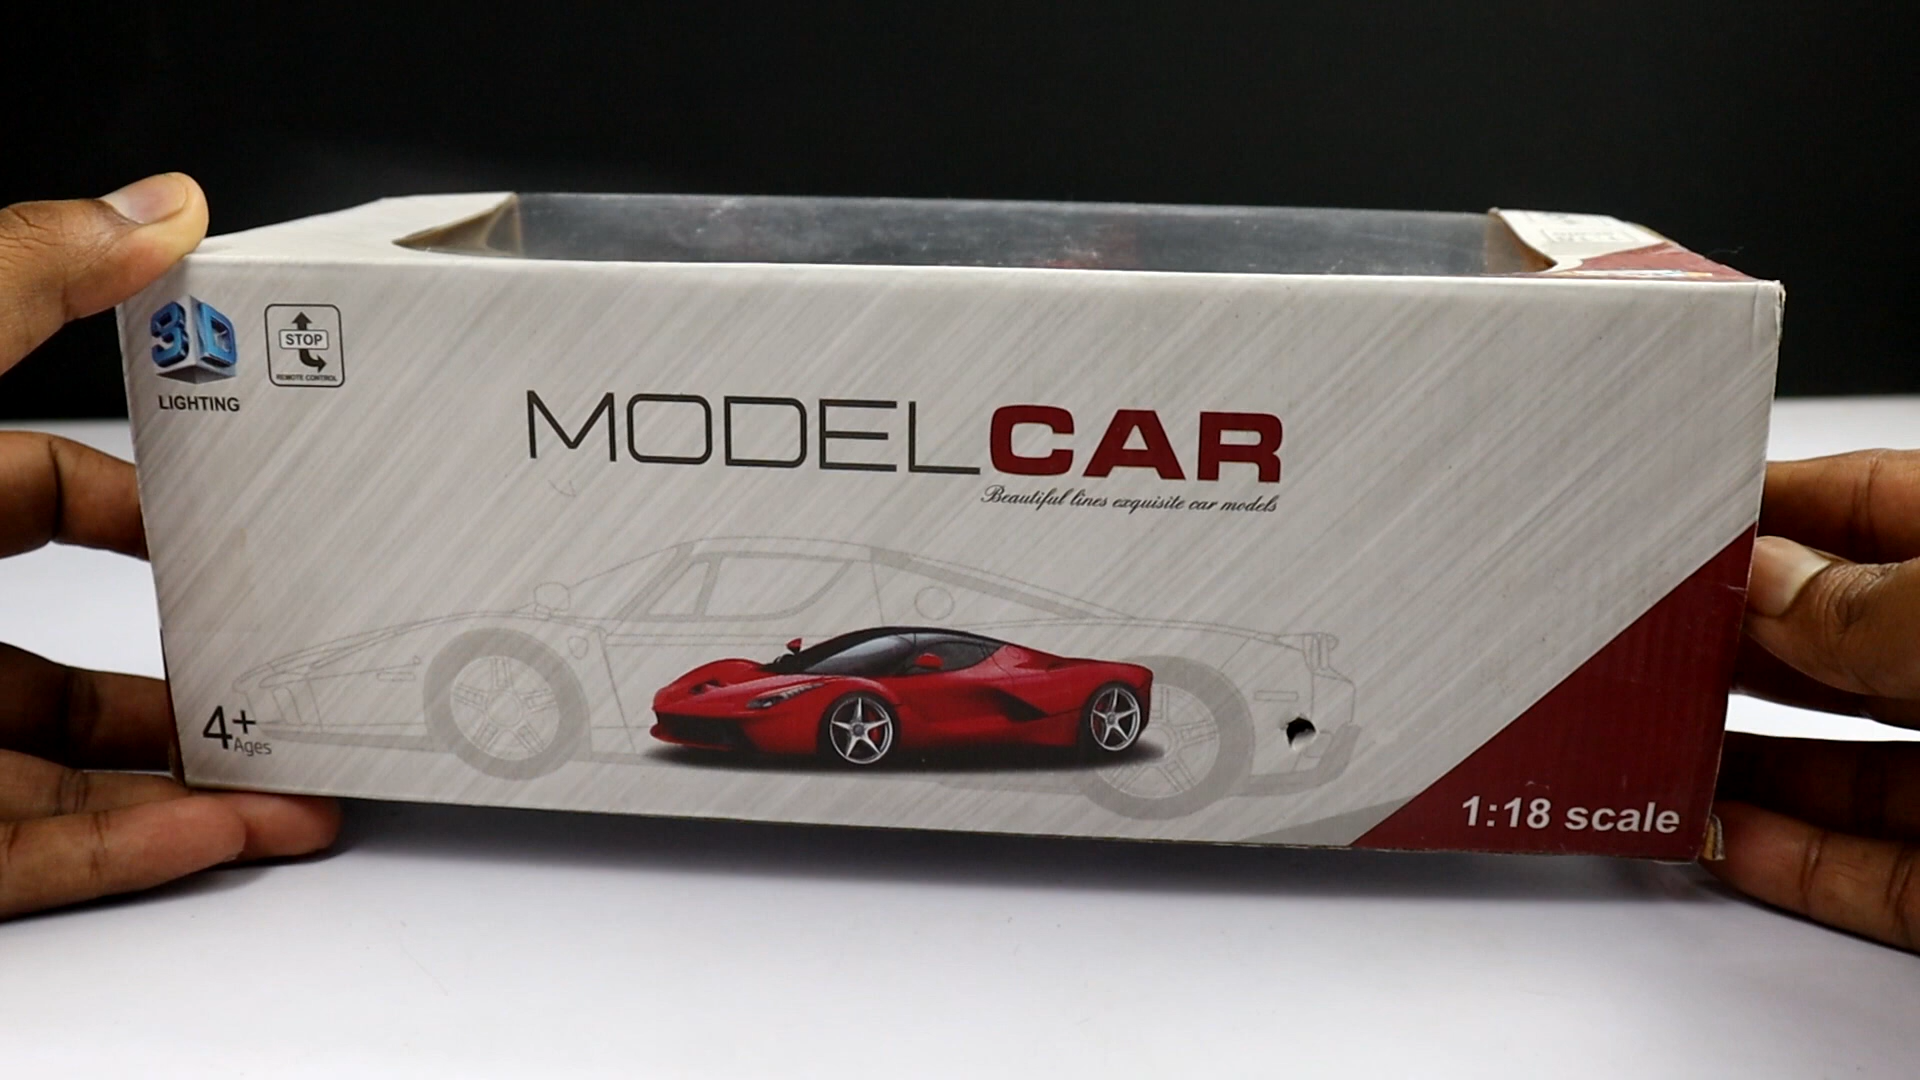 3D
LIGHTING
STOP
REMOTE CONTROL
MODELCAR
Beautiful lines exquisite car models
4+
Ages
1:18 scale